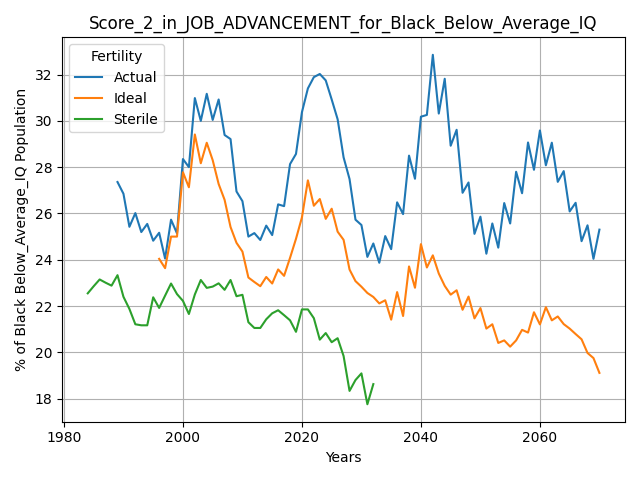 Score_2_in_JOB_ADVANCEMENT_for_Black_Below_Average_IQ
% of Black Below_Average_IQ Population
Fertility
Actual
Ideal
Sterile
32
30
28
26
24
22
20
18
1980
2000
2020
2040
2060
Years